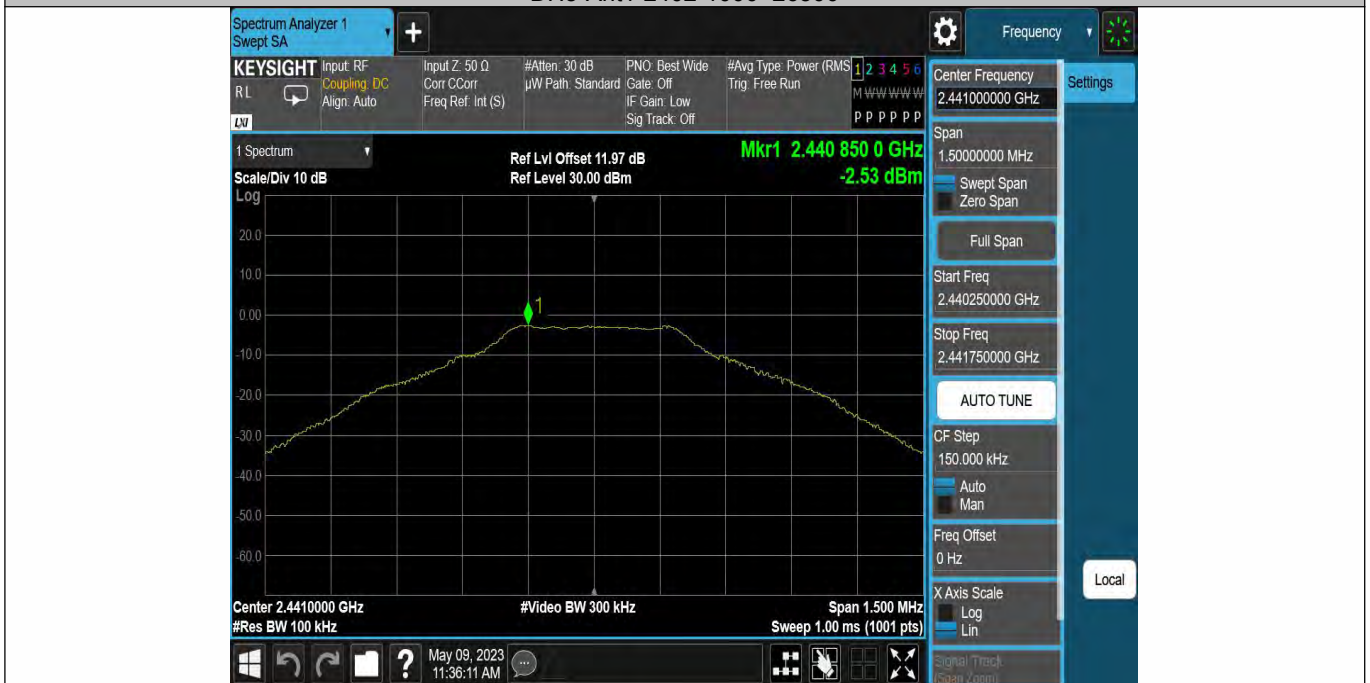 Spectrum Analyzer 1
Swept SA
Frequency
KEYSIGHT
RL
LXI
Input: RF
Coupling: DC
Align: Auto
Input Z: 50 Ω
Corr CCorr
Freq Ref: Int (S)
#Atten: 30 dB
µW Path: Standard
PNO: Best Wide
Gate: Off
IF Gain: Low
Sig Track: Off
#Avg Type: Power (RMS
Trig: Free Run
1 2 3 4 5 6
M W W W W W
P P P P P P
1 Spectrum
Scale/Div 10 dB
Log
Ref Lvl Offset 11.97 dB
Ref Level 30.00 dBm
Mkr1 2.440 850 0 GHz
-2.53 dBm
20.0
10.0
0.00
-10.0
-20.0
-30.0
-40.0
-50.0
-60.0
1
Center 2.4410000 GHz
#Res BW 100 kHz
#Video BW 300 kHz
Span 1.500 MHz
Sweep 1.00 ms (1001 pts)
May 09, 2023
11:36:11 AM
Center Frequency
2.441000000 GHz
Settings
Span
1.50000000 MHz
Swept Span
Zero Span
Full Span
Start Freq
2.440250000 GHz
Stop Freq
2.441750000 GHz
AUTO TUNE
CF Step
150.000 kHz
Auto
Man
Freq Offset
0 Hz
X Axis Scale
Log
Lin
Signal Track
(Span Zoom)
Local